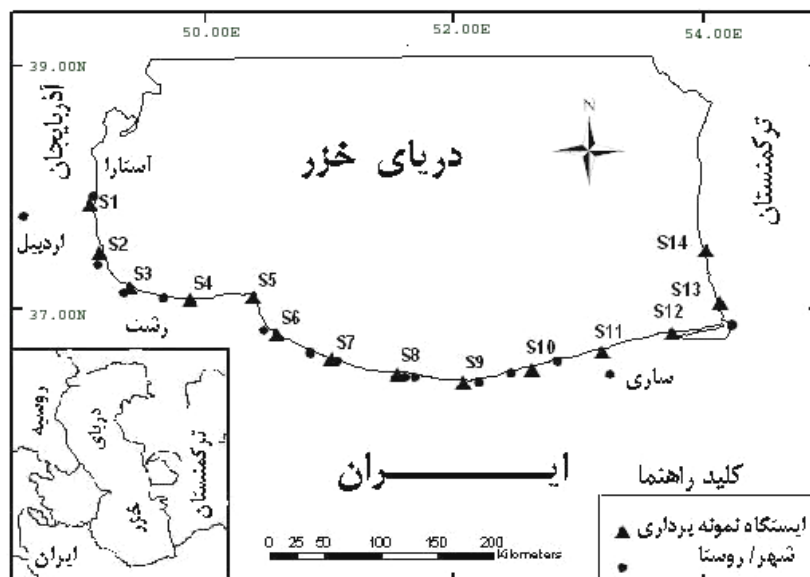 50.00E
52.00E
54.00E
39.00N
آذربایجان
آستارا
دریای خزر
N
ترکمنستان
S1
اردبیل
S2
S3
S4
S5
S6
S7
S8
S9
S10
S11
S12
S13
S14
37.00N
رشت
ساری
ایران
روسیه
دریای
خزر
ترکمنستان
ایران
0 25 50 100 150 200
Kilometers
کلید راهنما
ایستگاه نمونه برداری
شهر/ روستا